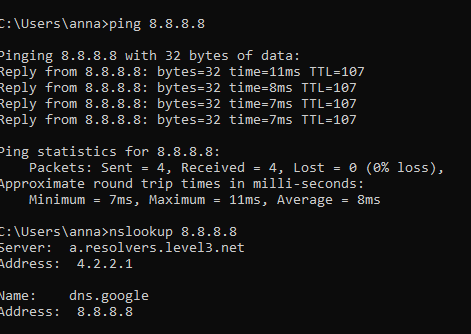 C:\Users\anna>ping 8.8.8.8
Pinging 8.8.8.8 with 32 bytes of data:
Reply from 8.8.8.8: bytes=32 time=11ms TTL=107
Reply from 8.8.8.8: bytes=32 time=8ms TTL=107
Reply from 8.8.8.8: bytes=32 time=7ms TTL=107
Reply from 8.8.8.8: bytes=32 time=7ms TTL=107
Ping statistics for 8.8.8.8:
    Packets: Sent = 4, Received = 4, Lost = 0 (0% loss),
Approximate round trip times in milli-seconds:
    Minimum = 7ms, Maximum = 11ms, Average = 8ms
C:\Users\anna>nslookup 8.8.8.8
Server:  a.resolvers.level3.net
Address:  4.2.2.1
Name:    dns.google
Address:  8.8.8.8